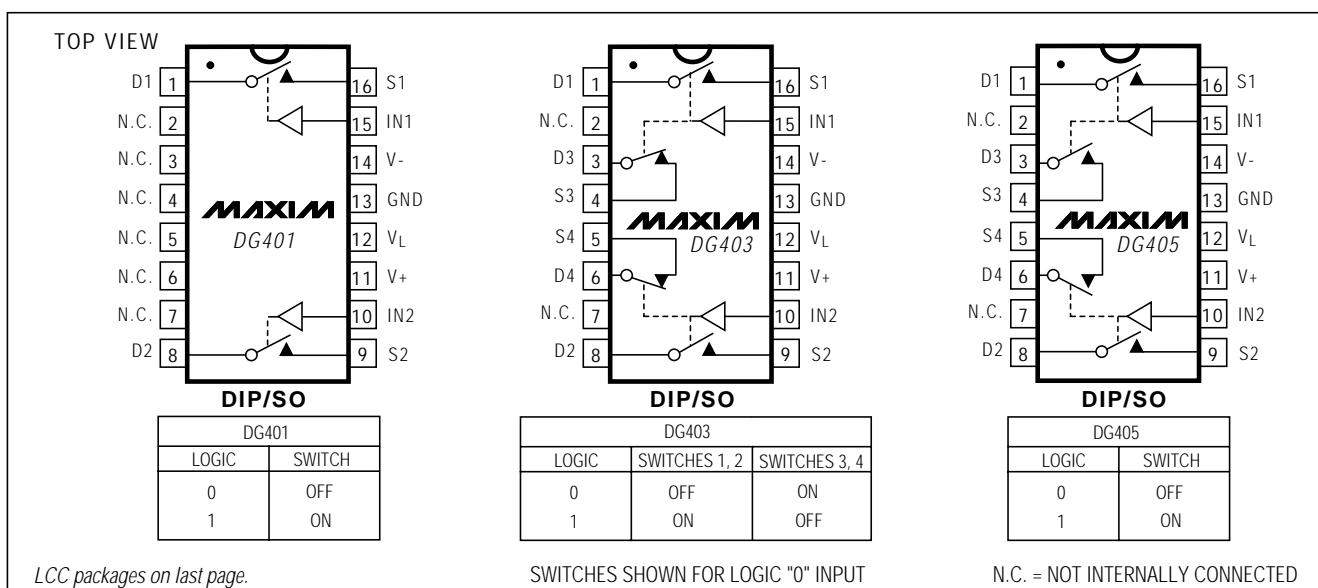 TOP VIEW
D1 1 16 S1
N.C. 2 15 IN1
N.C. 3 14 V-
N.C. 4 13 GND
MAXIM
N.C. 5 DG401 12 VL
N.C. 6 11 V+
N.C. 7 10 IN2
D2 8 9 S2
DIP/SO
DG401
LOGIC SWITCH
0 OFF
1 ON
D1 1 16 S1
N.C. 2 15 IN1
D3 3 14 V-
S3 4 13 GND
MAXIM
S4 5 DG403 12 VL
D4 6 11 V+
N.C. 7 10 IN2
D2 8 9 S2
DIP/SO
DG403
LOGIC SWITCHES 1, 2 SWITCHES 3, 4
0 OFF ON
1 ON OFF
D1 1 16 S1
N.C. 2 15 IN1
D3 3 14 V-
S3 4 13 GND
MAXIM
S4 5 DG405 12 VL
D4 6 11 V+
N.C. 7 10 IN2
D2 8 9 S2
DIP/SO
DG405
LOGIC SWITCH
0 OFF
1 ON
LCC packages on last page.
SWITCHES SHOWN FOR LOGIC "0" INPUT
N.C. = NOT INTERNALLY CONNECTED